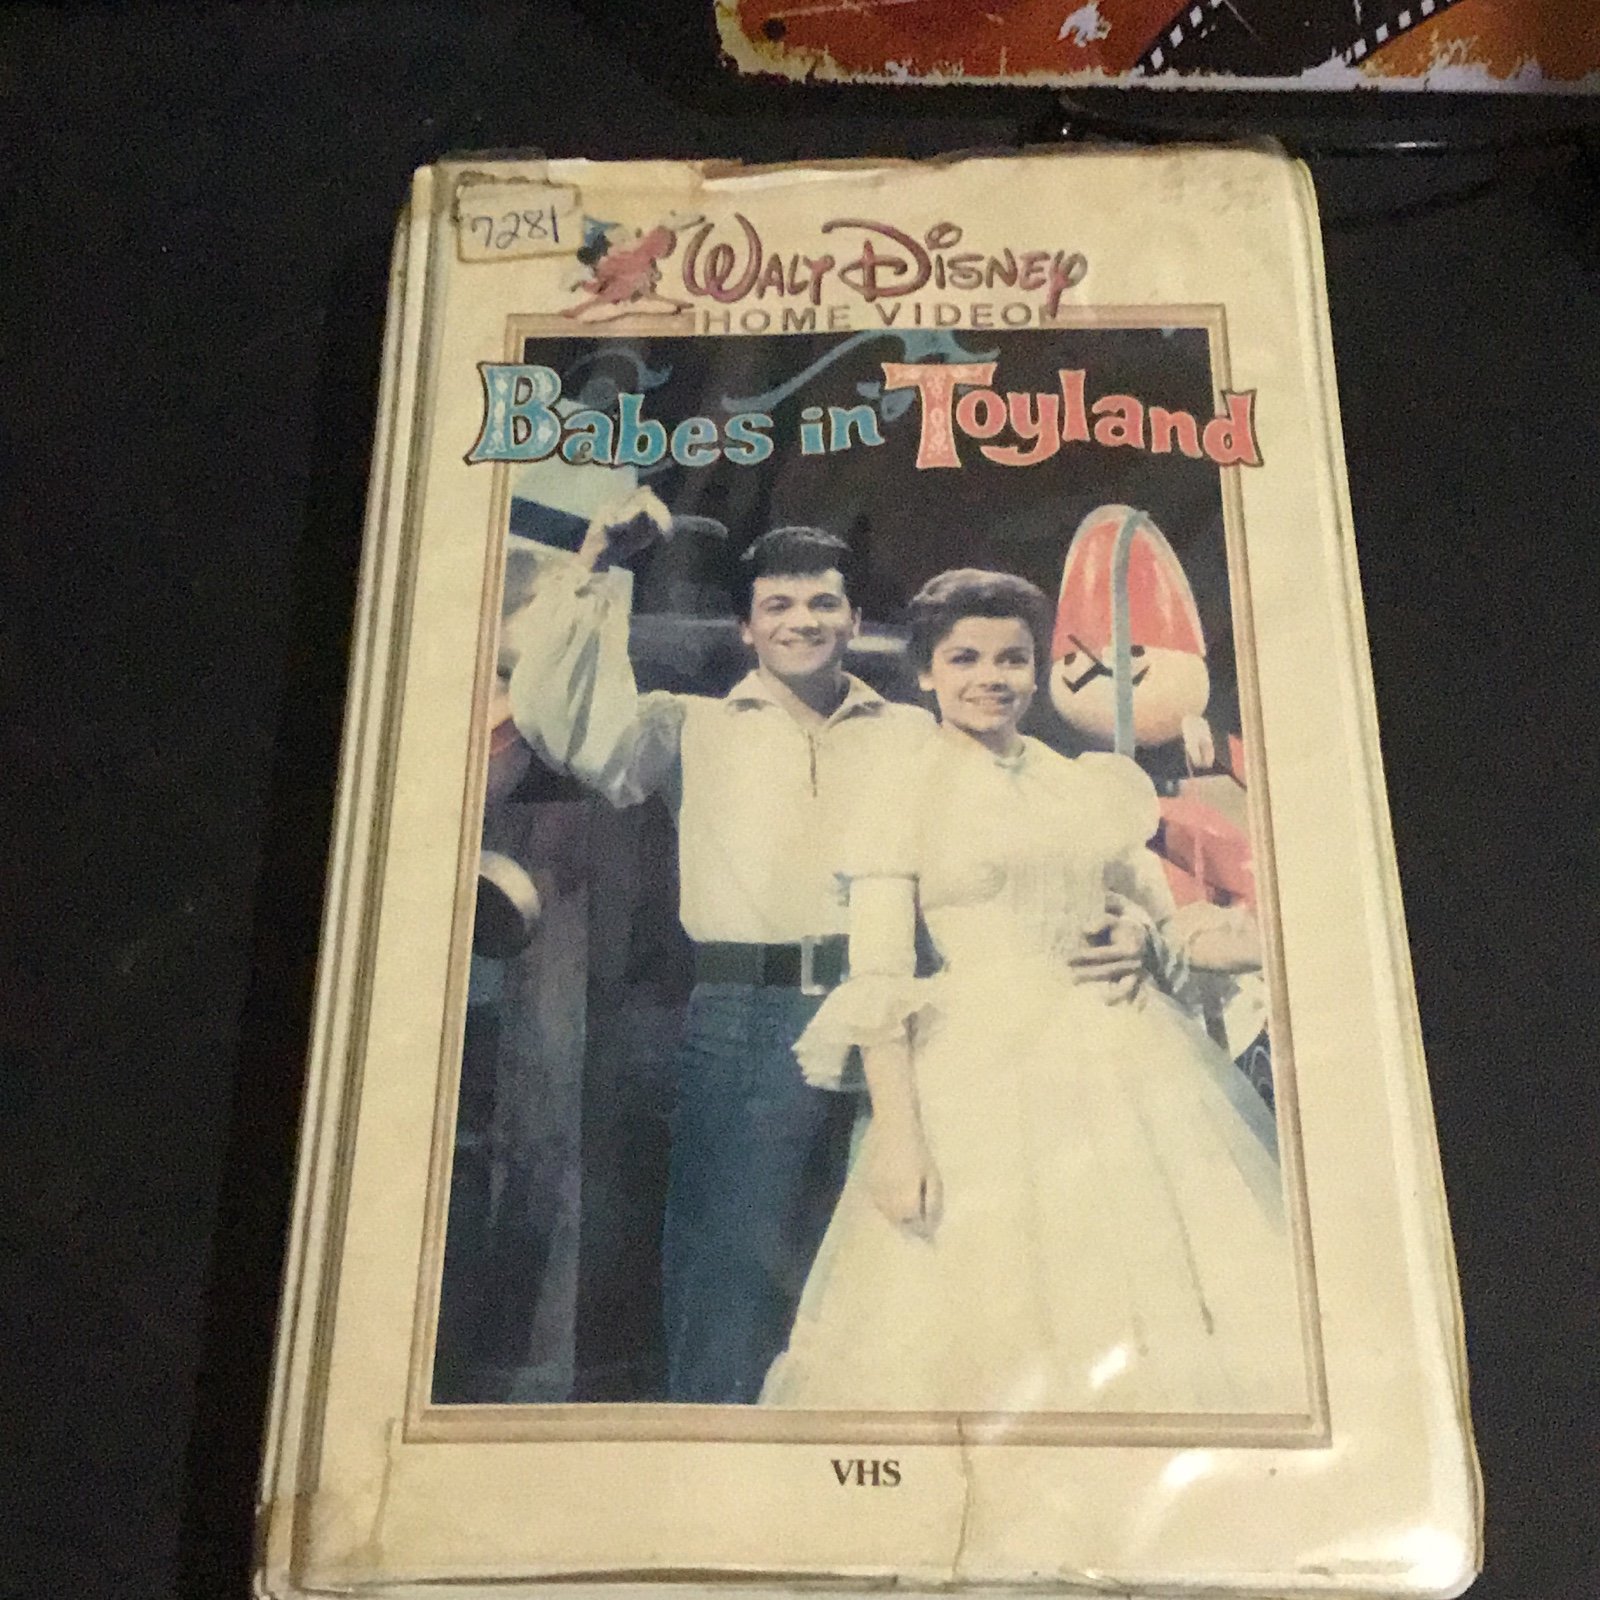 7281
WALT DISNEY
HOME VIDEO
Babes in Toyland
VHS